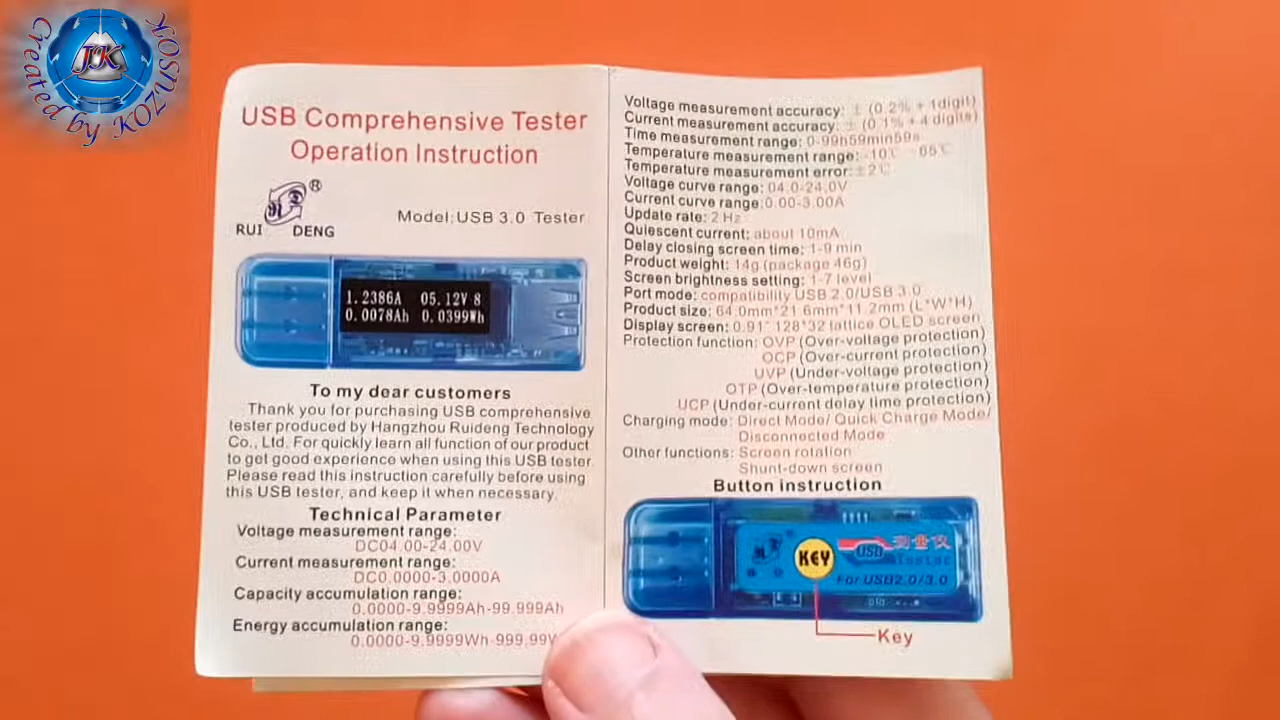 Created by KOZUSOK
JK
USB Comprehensive Tester
Operation Instruction
®
RUI DENG
Model:USB 3.0 Tester
1.2386A 05.12V 8
0.0078Ah 0.0399Wh
To my dear customers
Thank you for purchasing USB comprehensive
tester produced by Hangzhou Ruideng Technology
Co., Ltd. For quickly learn all function of our product
to get good experience when using this USB tester.
Please read this instruction carefully before using
this USB tester, and keep it when necessary.
Technical Parameter
Voltage measurement range:
DC04.00-24.00V
Current measurement range:
DC0.0000-3.0000A
Capacity accumulation range:
0.0000-9.9999Ah-99.999Ah
Energy accumulation range:
0.0000-9.9999Wh-999.99
Voltage measurement accuracy: ± (0.2% + 1digit)
Current measurement accuracy: ± (0.1% + 4 digits)
Time measurement range: 0-99h59min59s
Temperature measurement range: -10℃ ~65℃
Temperature measurement error: ±2℃
Voltage curve range: 04.0-24.0V
Current curve range:0.00-3.00A
Update rate: 2 Hz
Quiescent current: about 10mA
Delay closing screen time: 1-9 min
Product weight: 14g (package 46g)
Screen brightness setting: 1-7 level
Port mode: compatibility USB 2.0/USB 3.0
Product size: 64.0mm*21.6mm*11.2mm (L*W*H)
Display screen: 0.91" 128*32 lattice OLED screen
Protection function: OVP (Over-voltage protection)
OCP (Over-current protection)
UVP (Under-voltage protection)
OTP (Over-temperature protection)
UCP (Under-current delay time protection)
Charging mode: Direct Mode/ Quick Charge Mode/
Disconnected Mode
Other functions: Screen rotation
Shunt-down screen
Button instruction
KEY
USB 测量仪
Tester
For USB2.0/3.0
Key